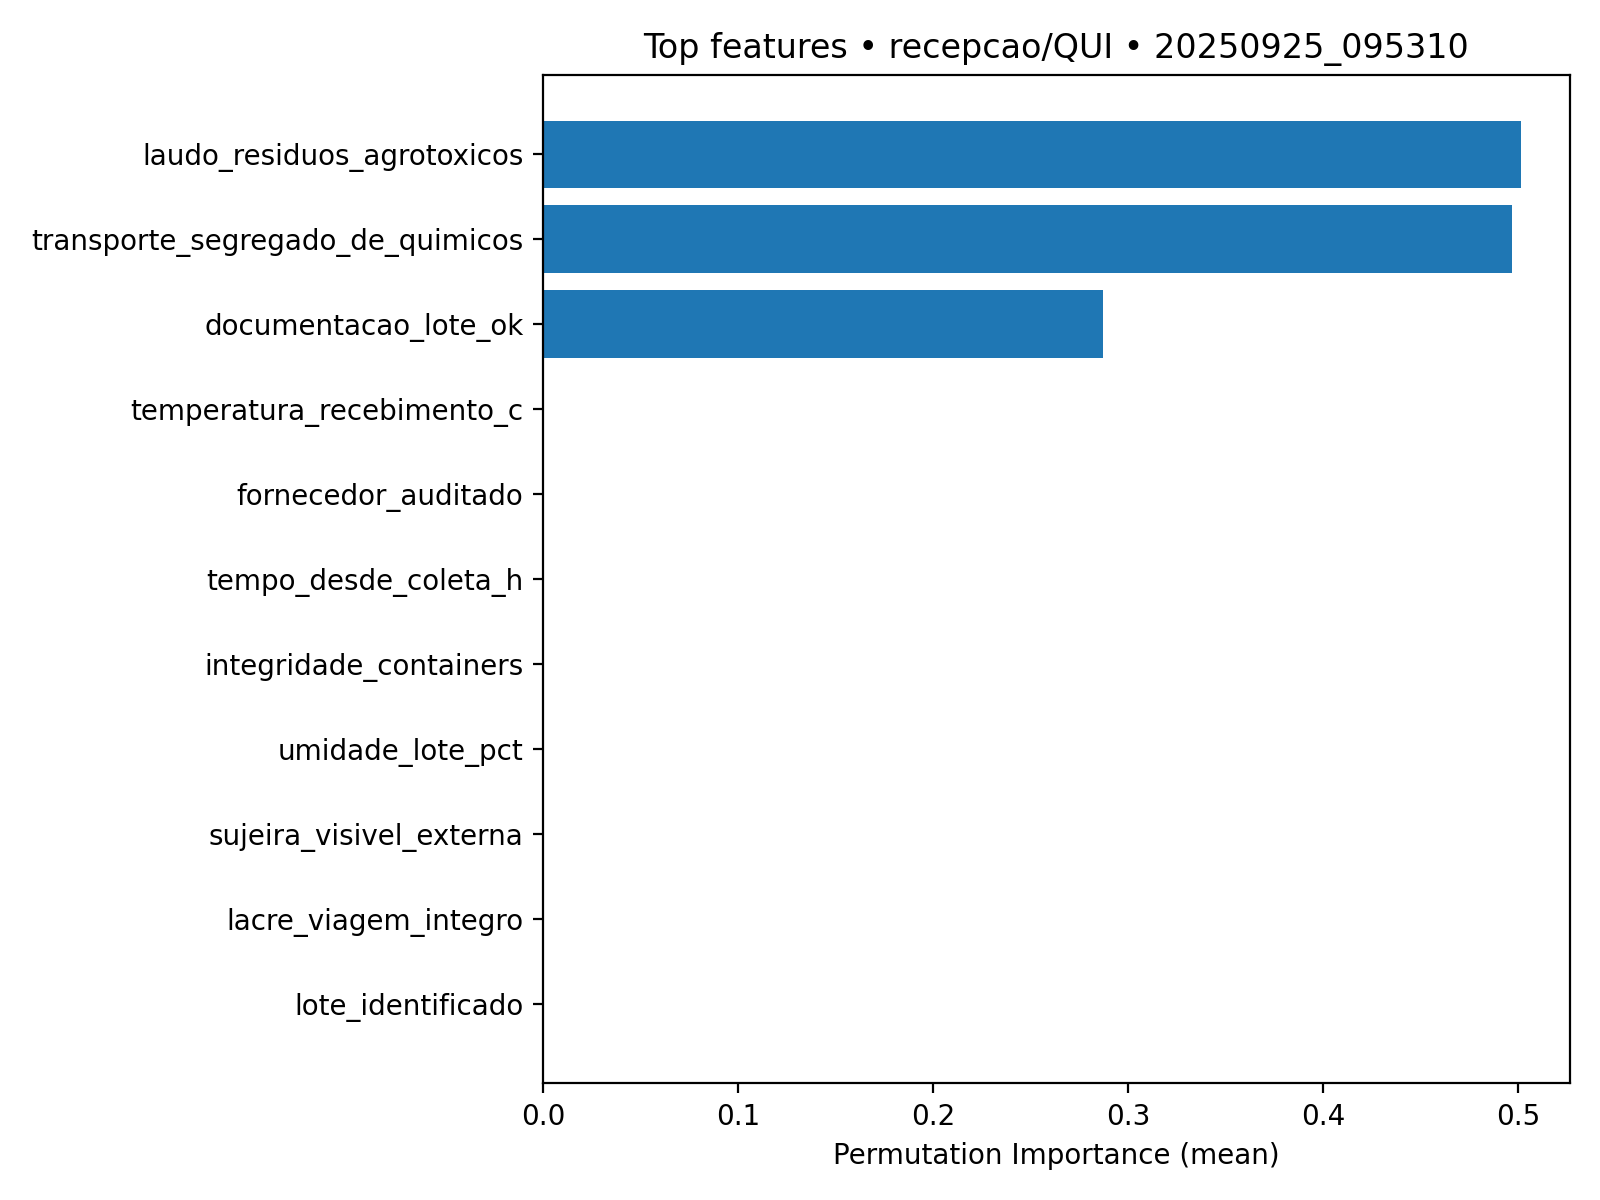 Top features • recepcao/QUI • 20250925_095310
laudo_residuos_agrotoxicos
transporte_segregado_de_quimicos
documentacao_lote_ok
temperatura_recebimento_c
fornecedor_auditado
tempo_desde_coleta_h
integridade_containers
umidade_lote_pct
sujeira_visivel_externa
lacre_viagem_integro
lote_identificado
0.0 0.1 0.2 0.3 0.4 0.5
Permutation Importance (mean)